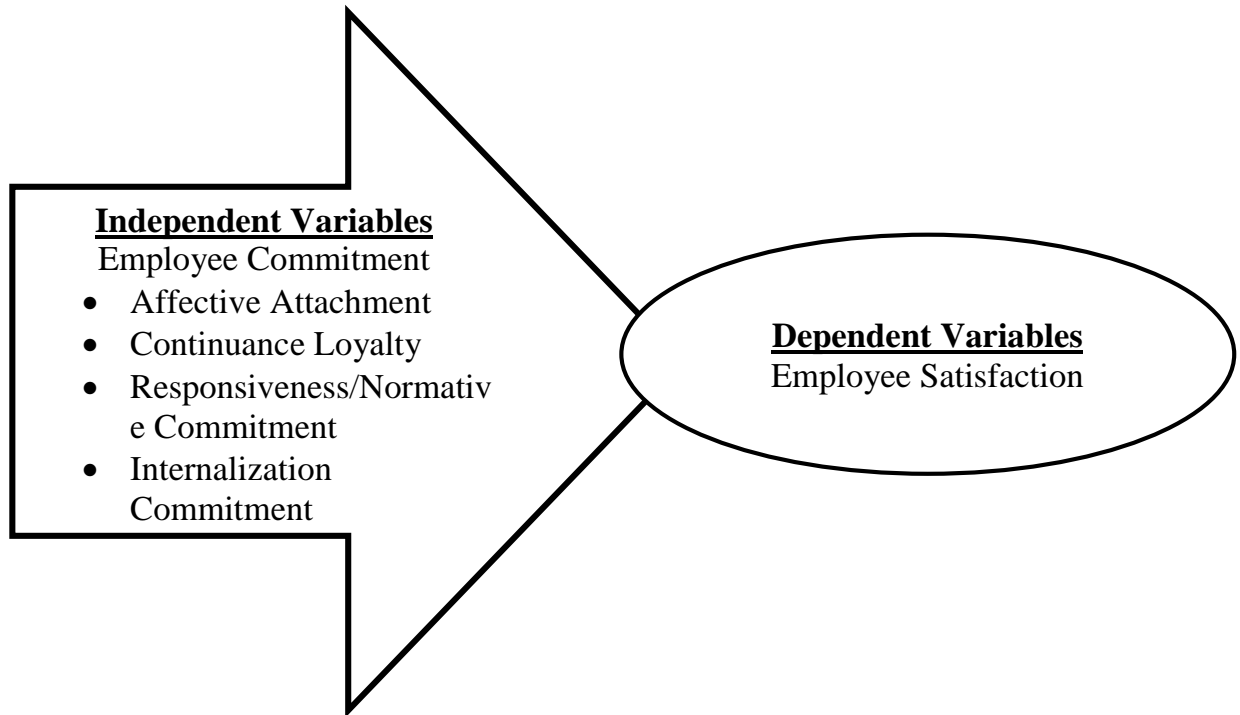 Independent Variables
Employee Commitment
• Affective Attachment
• Continuance Loyalty
• Responsiveness/Normativ
e Commitment
• Internalization
Commitment
Dependent Variables
Employee Satisfaction